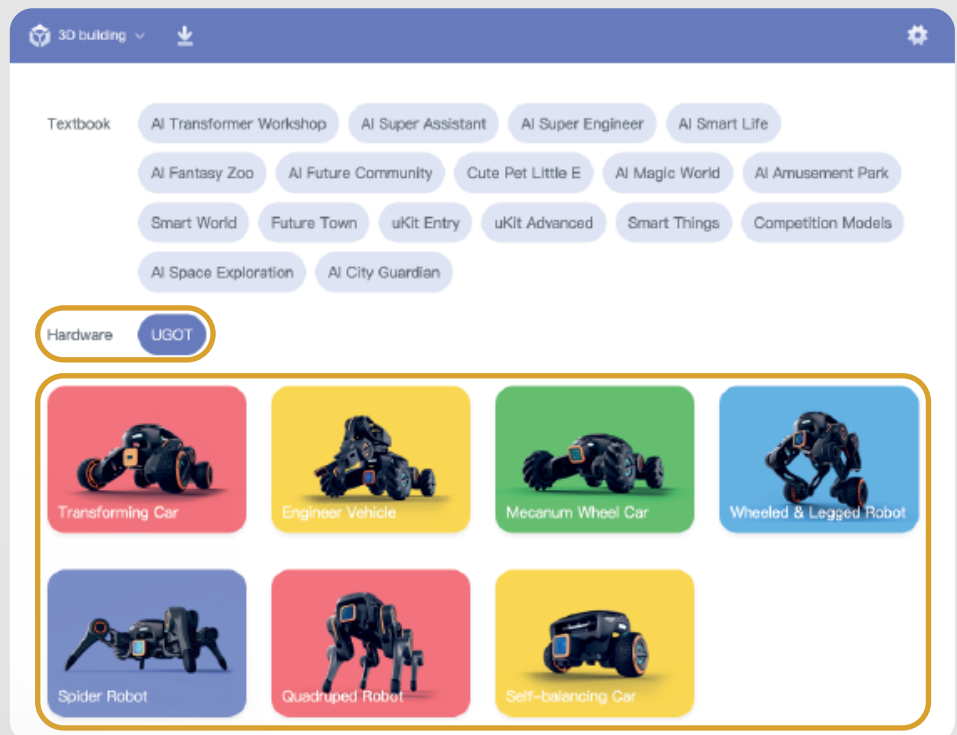 3D building
Textbook
AI Transformer Workshop
AI Super Assistant
AI Super Engineer
AI Smart Life
AI Fantasy Zoo
AI Future Community
Cute Pet Little E
AI Magic World
AI Amusement Park
Smart World
Future Town
uKit Entry
uKit Advanced
Smart Things
Competition Models
AI Space Exploration
AI City Guardian
Hardware
UGOT
Transforming Car
Engineer Vehicle
Mecanum Wheel Car
Wheeled & Legged Robot
Spider Robot
Quadruped Robot
Self-balancing Car